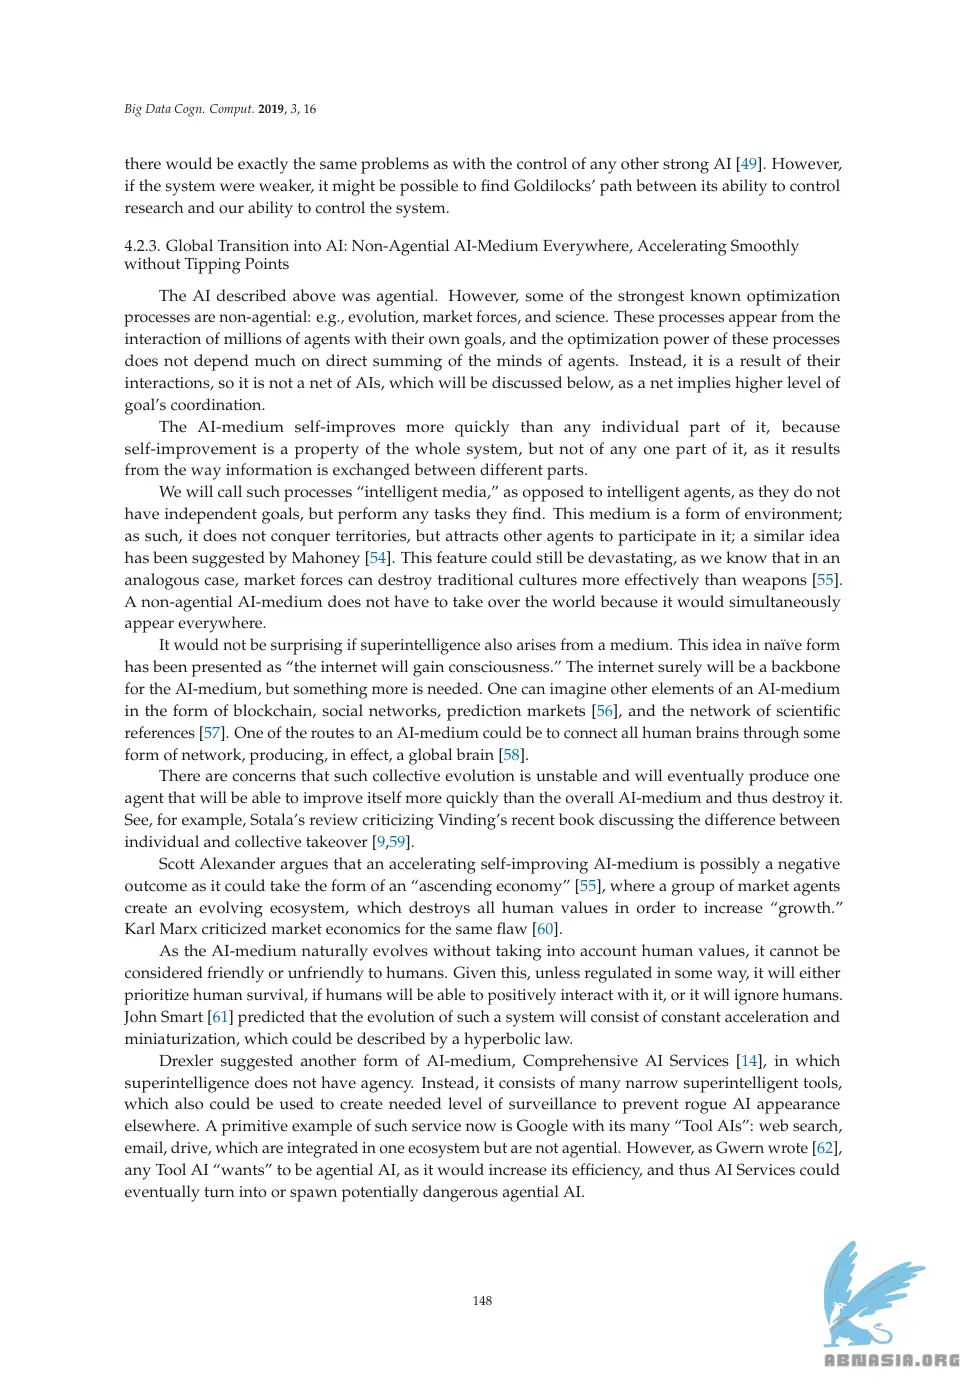 Big Data Cogn. Comput. 2019, 3, 16
there would be exactly the same problems as with the control of any other strong AI [49]. However,
if the system were weaker, it might be possible to find Goldilocks’ path between its ability to control
research and our ability to control the system.
4.2.3. Global Transition into AI: Non-Agential AI-Medium Everywhere, Accelerating Smoothly
without Tipping Points
The AI described above was agential. However, some of the strongest known optimization
processes are non-agential: e.g., evolution, market forces, and science. These processes appear from the
interaction of millions of agents with their own goals, and the optimization power of these processes
does not depend much on direct summing of the minds of agents. Instead, it is a result of their
interactions, so it is not a net of AIs, which will be discussed below, as a net implies higher level of
goal’s coordination.
The AI-medium self-improves more quickly than any individual part of it, because
self-improvement is a property of the whole system, but not of any one part of it, as it results
from the way information is exchanged between different parts.
We will call such processes “intelligent media,” as opposed to intelligent agents, as they do not
have independent goals, but perform any tasks they find. This medium is a form of environment;
as such, it does not conquer territories, but attracts other agents to participate in it; a similar idea
has been suggested by Mahoney [54]. This feature could still be devastating, as we know that in an
analogous case, market forces can destroy traditional cultures more effectively than weapons [55].
A non-agential AI-medium does not have to take over the world because it would simultaneously
appear everywhere.
It would not be surprising if superintelligence also arises from a medium. This idea in naïve form
has been presented as “the internet will gain consciousness.” The internet surely will be a backbone
for the AI-medium, but something more is needed. One can imagine other elements of an AI-medium
in the form of blockchain, social networks, prediction markets [56], and the network of scientific
references [57]. One of the routes to an AI-medium could be to connect all human brains through some
form of network, producing, in effect, a global brain [58].
There are concerns that such collective evolution is unstable and will eventually produce one
agent that will be able to improve itself more quickly than the overall AI-medium and thus destroy it.
See, for example, Sotala’s review criticizing Vinding’s recent book discussing the difference between
individual and collective takeover [9,59].
Scott Alexander argues that an accelerating self-improving AI-medium is possibly a negative
outcome as it could take the form of an “ascending economy” [55], where a group of market agents
create an evolving ecosystem, which destroys all human values in order to increase “growth.”
Karl Marx criticized market economics for the same flaw [60].
As the AI-medium naturally evolves without taking into account human values, it cannot be
considered friendly or unfriendly to humans. Given this, unless regulated in some way, it will either
prioritize human survival, if humans will be able to positively interact with it, or it will ignore humans.
John Smart [61] predicted that the evolution of such a system will consist of constant acceleration and
miniaturization, which could be described by a hyperbolic law.
Drexler suggested another form of AI-medium, Comprehensive AI Services [14], in which
superintelligence does not have agency. Instead, it consists of many narrow superintelligent tools,
which also could be used to create needed level of surveillance to prevent rogue AI appearance
elsewhere. A primitive example of such service now is Google with its many “Tool AIs”: web search,
email, drive, which are integrated in one ecosystem but are not agential. However, as Gwern wrote [62],
any Tool AI “wants” to be agential AI, as it would increase its efficiency, and thus AI Services could
eventually turn into or spawn potentially dangerous agential AI.
148
ABNASIA.ORG